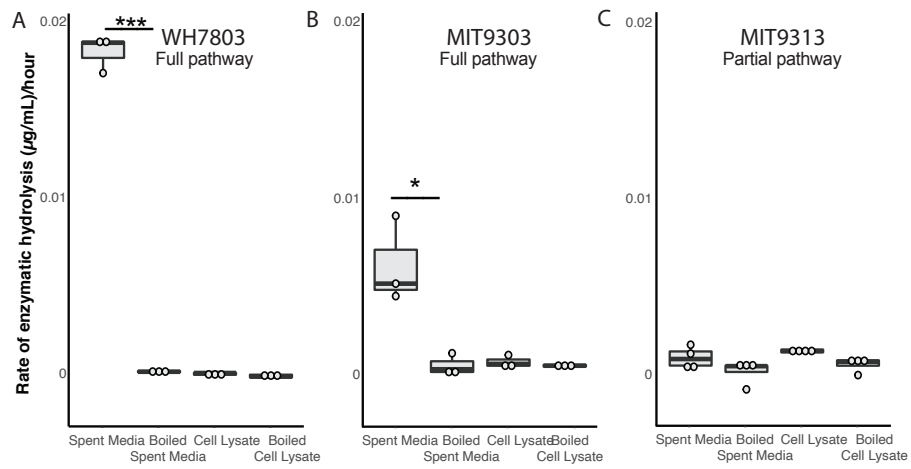 A
WH7803
Full pathway
***
0.02
0.01
0
Rate of enzymatic hydrolysis (µg/mL)/hour
Spent Media
Boiled
Spent Media
Cell Lysate
Boiled
Cell Lysate
B
MIT9303
Full pathway
*
0.02
0.01
0
Spent Media
Boiled
Spent Media
Cell Lysate
Boiled
Cell Lysate
C
MIT9313
Partial pathway
0.02
0.01
0
Spent Media
Boiled
Spent Media
Cell Lysate
Boiled
Cell Lysate